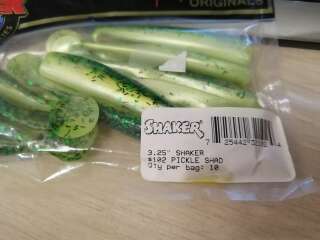 ORIGINALS
SHAKER
3.25" SHAKER
#102 PICKLE SHAD
Qty per bag: 10